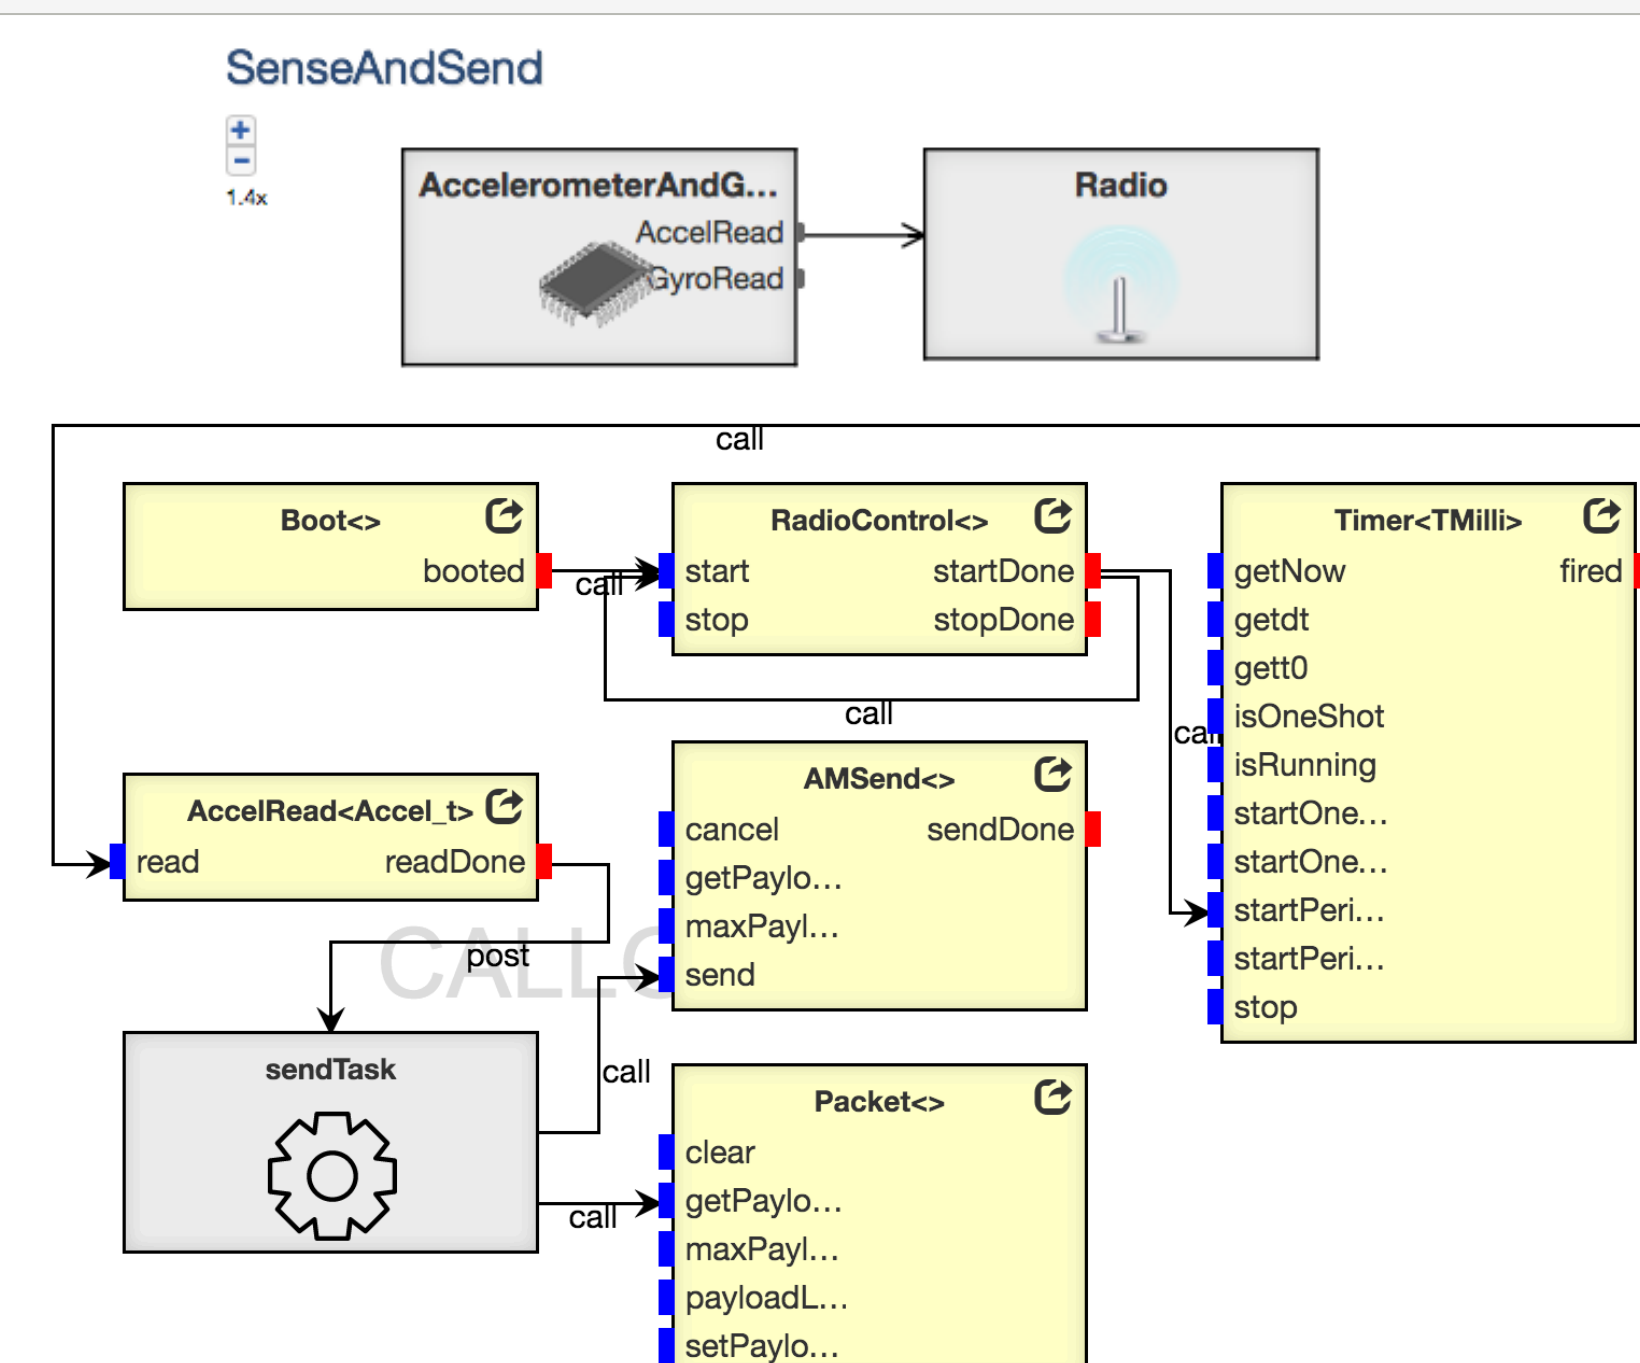 SenseAndSend
+
−
1.4x
AccelerometerAndG...
AccelRead
GyroRead
Radio
call
Boot<>
booted
call
RadioControl<>
start
startDone
stop
stopDone
call
Timer<TMilli>
getNow
fired
getdt
gett0
isOneShot
call
isRunning
startOne...
startOne...
startPeri...
startPeri...
stop
AccelRead<Accel_t>
read
readDone
post
AMSend<>
cancel
sendDone
getPaylo...
maxPayl...
send
sendTask
call
call
Packet<>
clear
getPaylo...
maxPayl...
payloadL...
setPaylo...